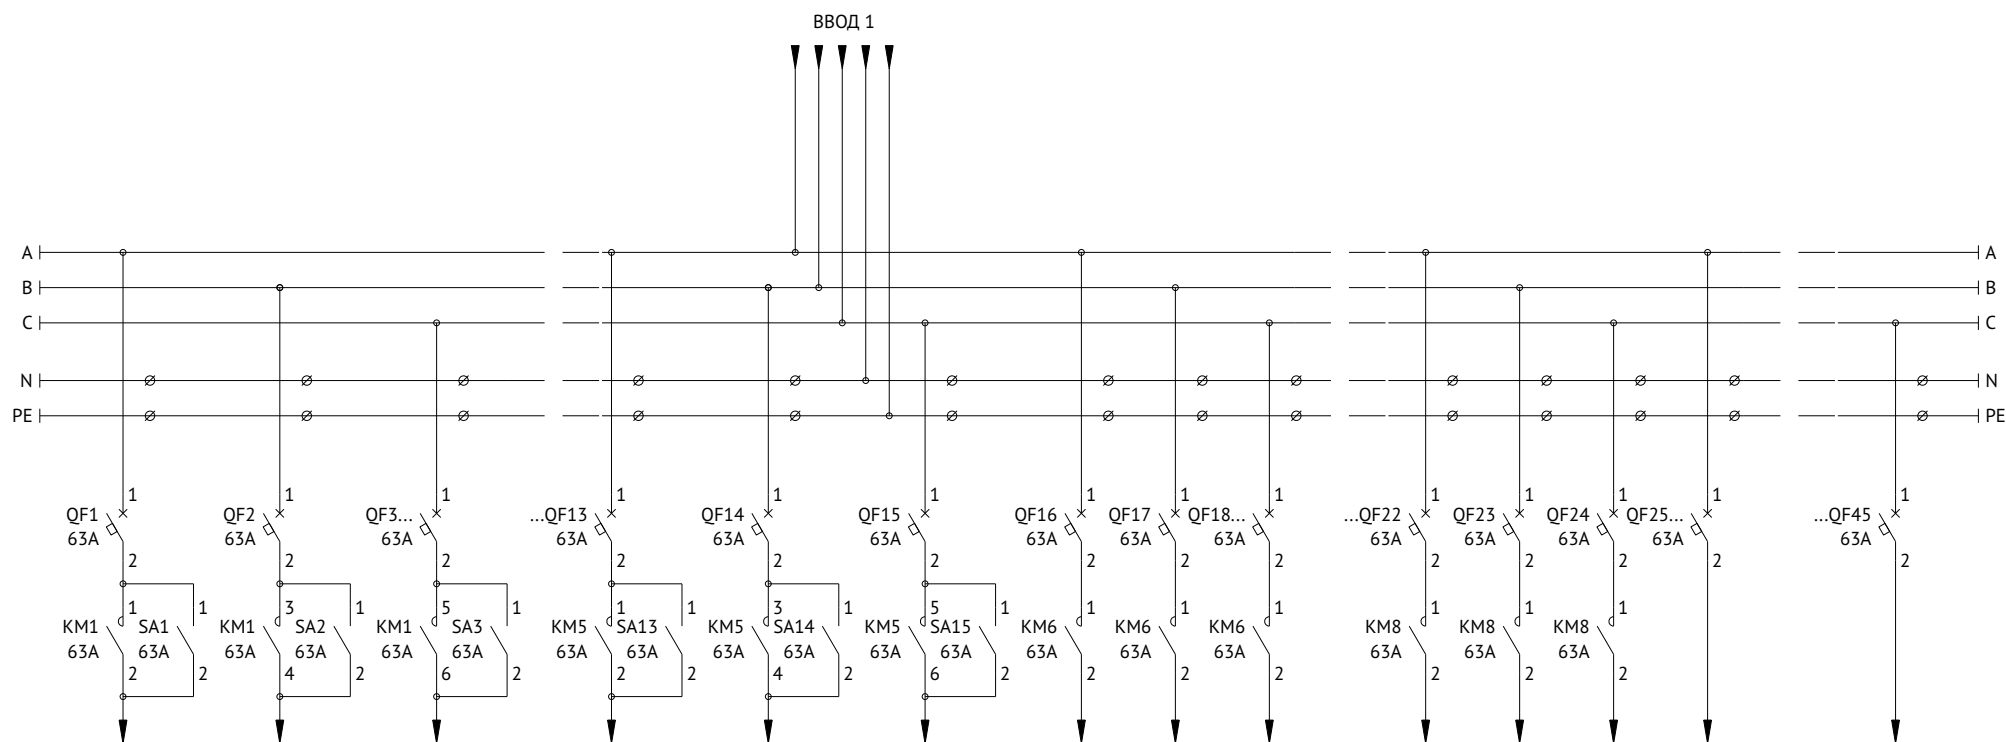 ВВОД 1
A A
B B
C C
N N
PE PE
1 1 1 1 1 1 1 1 1 1 1 1 1 1
QF1 QF2 QF3... ...QF13 QF14 QF15 QF16 QF17 QF18... ...QF22 QF23 QF24 QF25... ...QF45
63A 63A 63A 63A 63A 63A 63A 63A 63A 63A 63A 63A 63A 63A
2 2 2 2 2 2 2 2 2 2 2 2 2 2
1 1 3 1 5 1 1 1 3 1 5 1 1 1 1 1 1 1
KM1 SA1 KM1 SA2 KM1 SA3 KM5 SA13 KM5 SA14 KM5 SA15 KM6 KM6 KM6 KM8 KM8 KM8
63A 63A 63A 63A 63A 63A 63A 63A 63A 63A 63A 63A 63A 63A 63A 63A 63A 63A
2 2 4 2 6 2 2 2 4 2 6 2 2 2 2 2 2 2